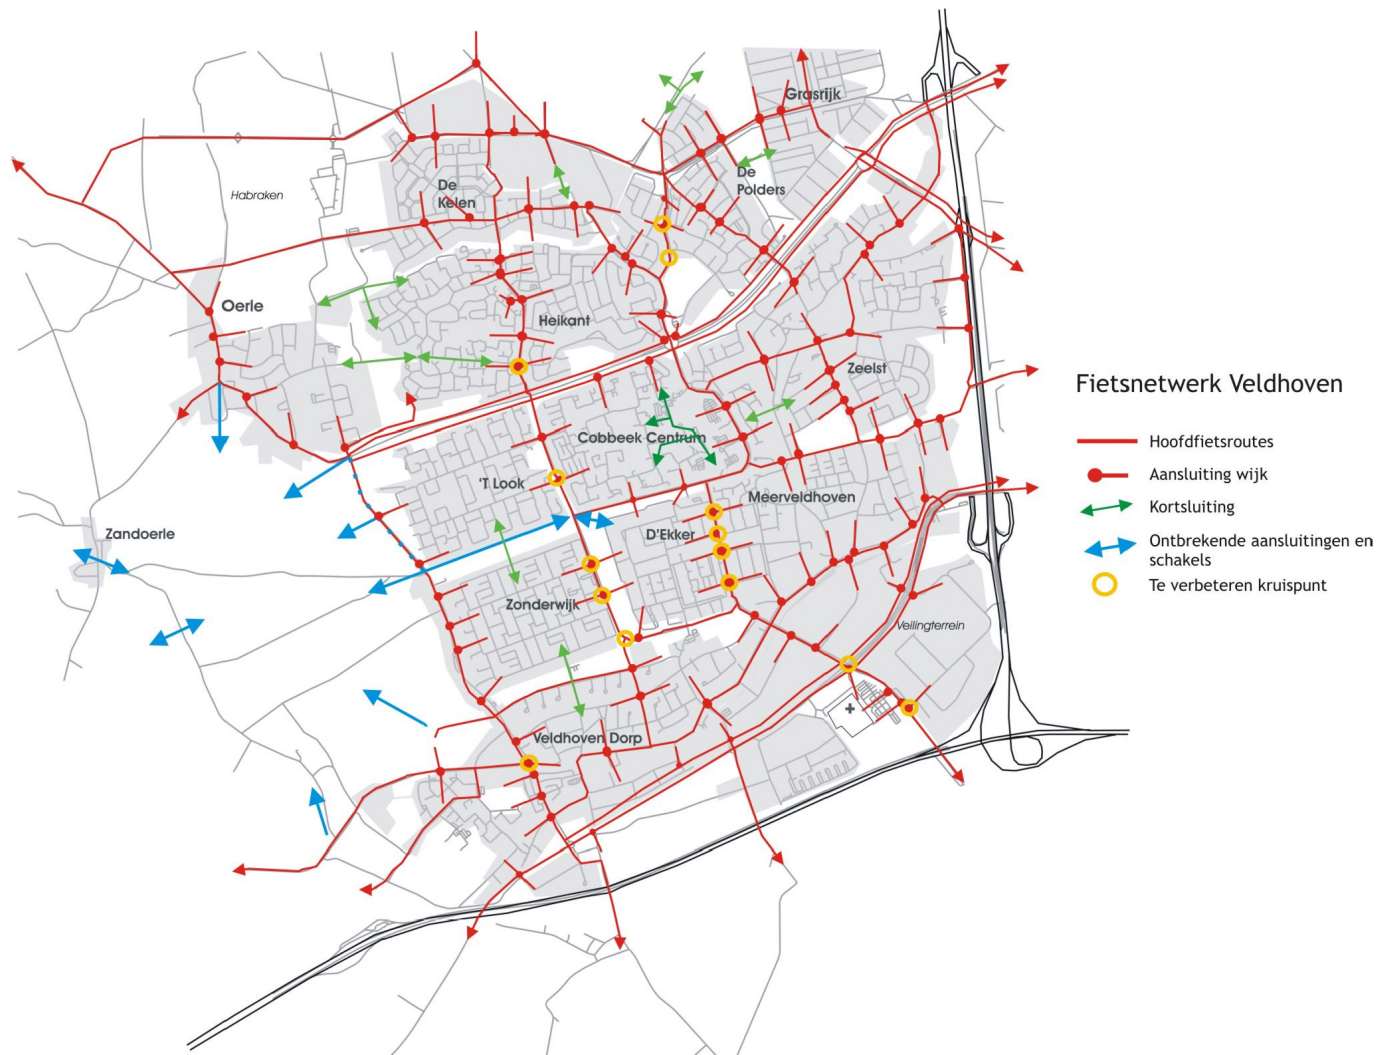 Grasrijk
De
Kelen
De
Polders
Habraken
Oerle
Heikant
Zeelst
Fietsnetwerk Veldhoven
Cobbeek Centrum
Hoofdfietsroutes
Aansluiting wijk
'T Look
Meerveldhoven
Kortsluiting
Zandoerle
D'Ekker
Ontbrekende aansluitingen en
schakels
Te verbeteren kruispunt
Zonderwijk
Veilingterrein
Veldhoven Dorp